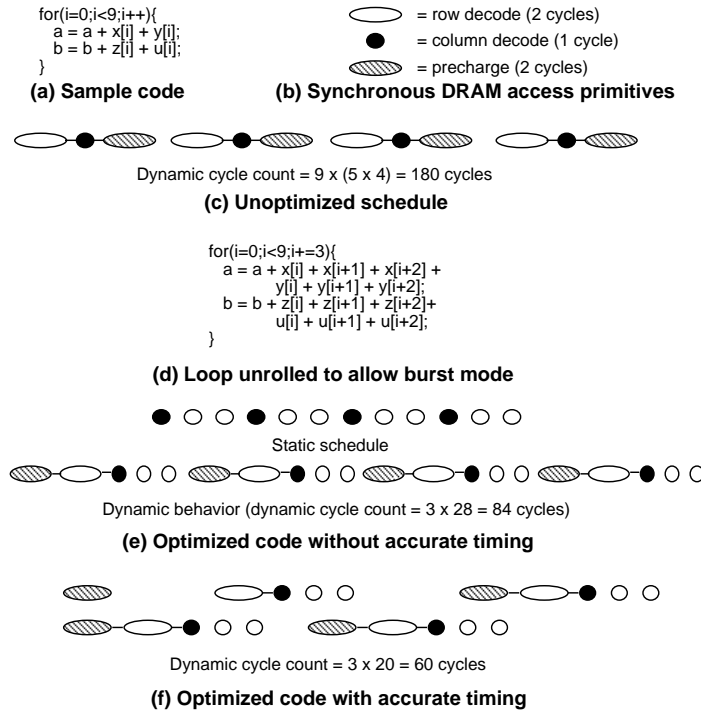 for(i=0;i<9;i++){
a = a + x[i] + y[i];
b = b + z[i] + u[i];
}
(a) Sample code
= row decode (2 cycles)
= column decode (1 cycle)
= precharge (2 cycles)
(b) Synchronous DRAM access primitives
Dynamic cycle count = 9 x (5 x 4) = 180 cycles
(c) Unoptimized schedule
for(i=0;i<9;i+=3){
a = a + x[i] + x[i+1] + x[i+2] +
y[i] + y[i+1] + y[i+2];
b = b + z[i] + z[i+1] + z[i+2]+
u[i] + u[i+1] + u[i+2];
}
(d) Loop unrolled to allow burst mode
Static schedule
Dynamic behavior (dynamic cycle count = 3 x 28 = 84 cycles)
(e) Optimized code without accurate timing
Dynamic cycle count = 3 x 20 = 60 cycles
(f) Optimized code with accurate timing